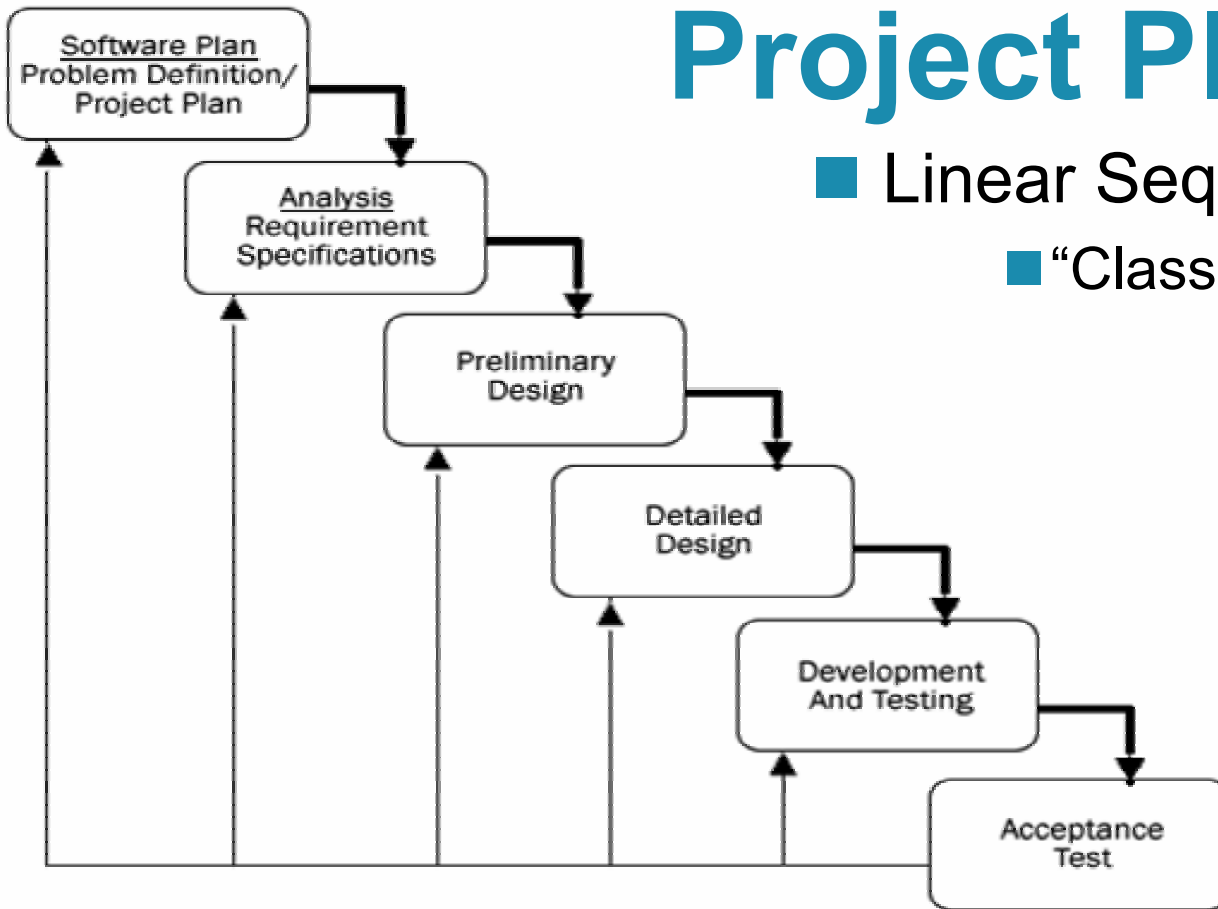 Project Pl
Linear Seq
“Class
Software Plan
Problem Definition/
Project Plan
Analysis
Requirement
Specifications
Preliminary
Design
Detailed
Design
Development
And Testing
Acceptance
Test